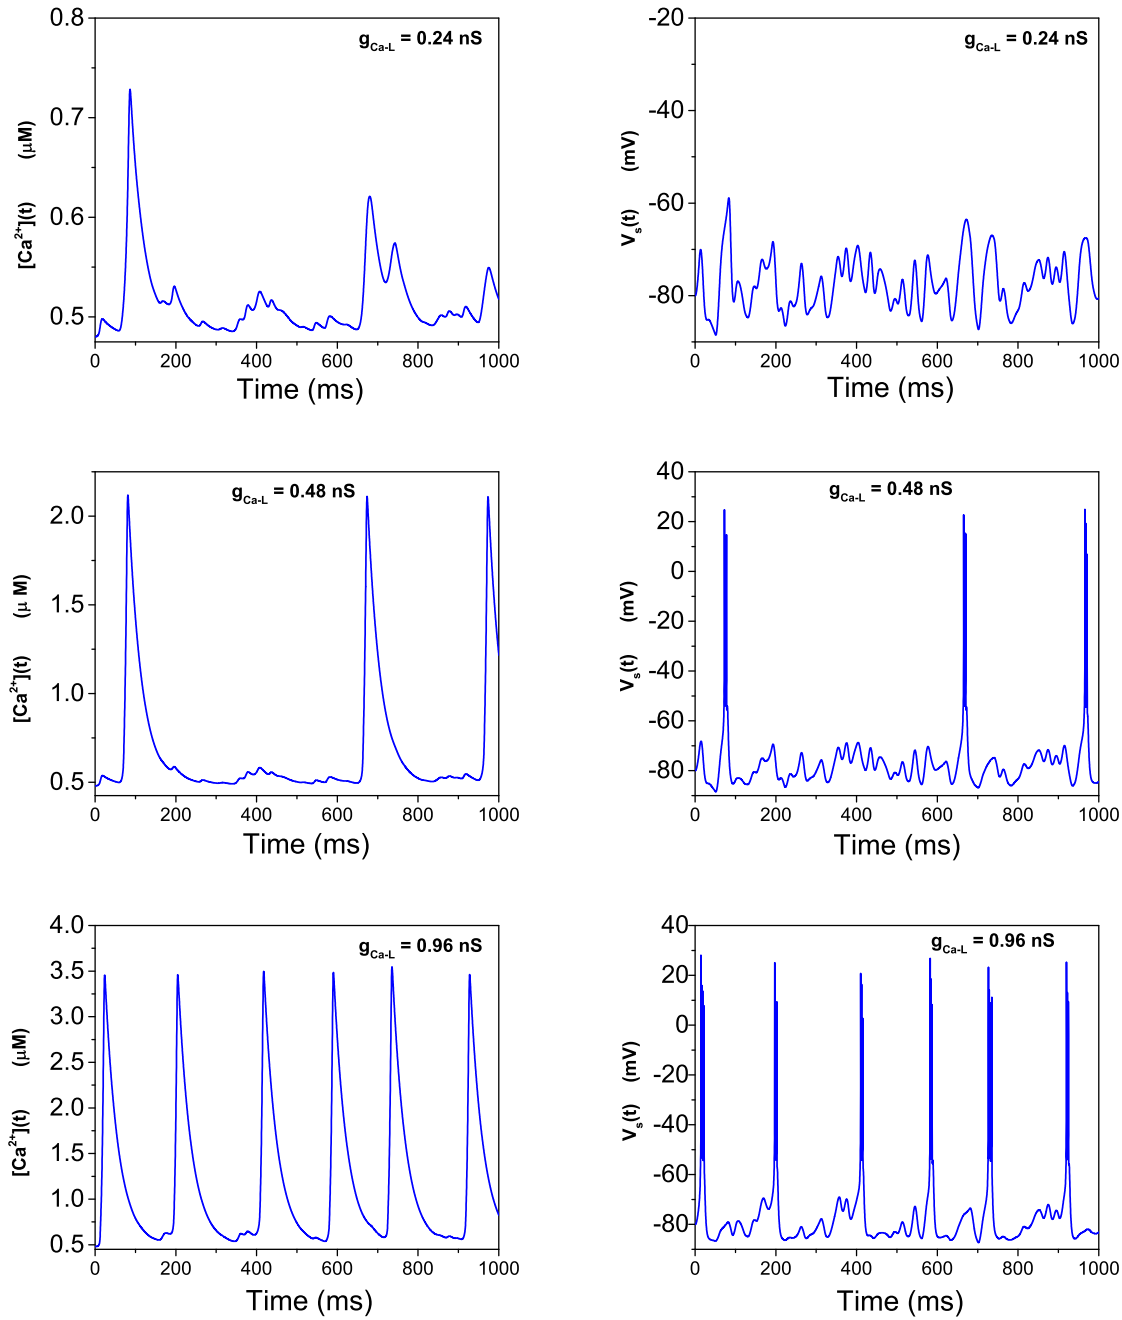 0.8
0.7
0.6
0.5
[Ca²⁺](t) (μM)
g_Ca-L = 0.24 nS
0 200 400 600 800 1000
Time (ms)
-20
-40
-60
-80
V_s(t) (mV)
g_Ca-L = 0.24 nS
0 200 400 600 800 1000
Time (ms)
2.0
1.5
1.0
0.5
[Ca²⁺](t) (μ M)
g_Ca-L = 0.48 nS
0 200 400 600 800 1000
Time (ms)
40
20
0
-20
-40
-60
-80
V_s(t) (mV)
g_Ca-L = 0.48 nS
0 200 400 600 800 1000
Time (ms)
4.0
3.5
3.0
2.5
2.0
1.5
1.0
0.5
[Ca²⁺](t) (μM)
g_Ca-L = 0.96 nS
0 200 400 600 800 1000
Time (ms)
40
20
0
-20
-40
-60
-80
V_s(t) (mV)
g_Ca-L = 0.96 nS
0 200 400 600 800 1000
Time (ms)